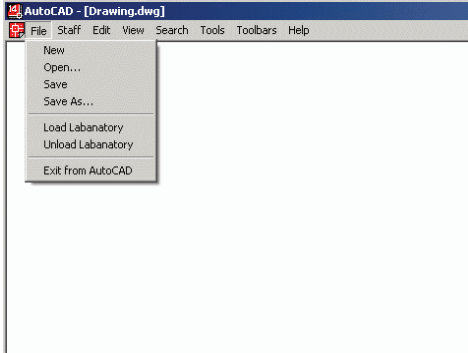 AutoCAD - [Drawing.dwg]
File Staff Edit View Search Tools Toolbars Help
New
Open...
Save
Save As...
Load Labanatory
Unload Labanatory
Exit from AutoCAD